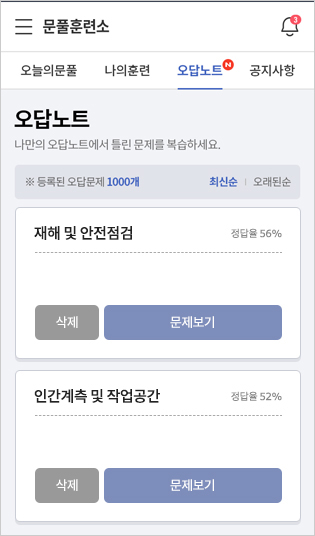 문풀훈련소
3
오늘의문풀 나의훈련 오답노트 N 공지사항
오답노트
나만의 오답노트에서 틀린 문제를 복습하세요.
※ 등록된 오답문제 1000개 최신순 | 오래된순
재해 및 안전점검 정답율 56%
삭제 문제보기
인간계측 및 작업공간 정답율 52%
삭제 문제보기